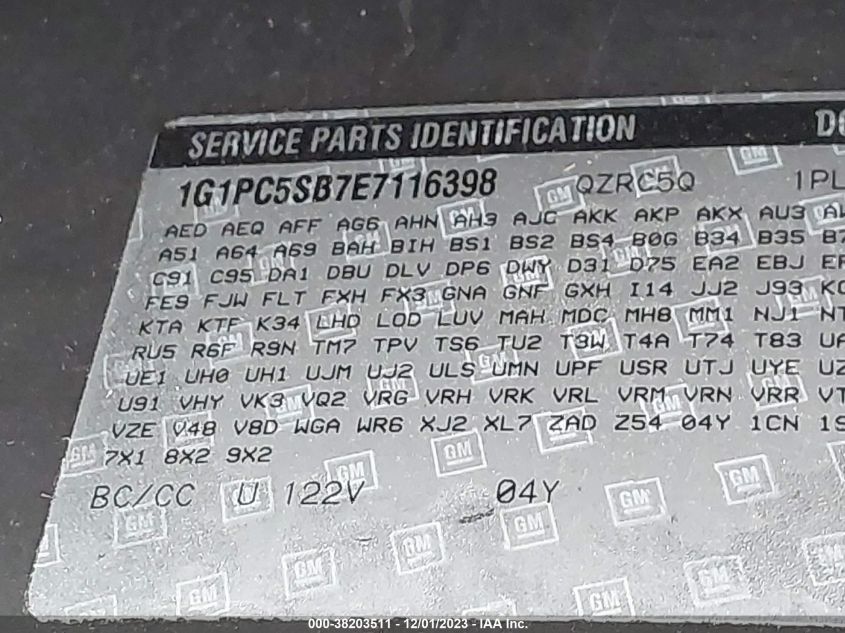 SERVICE PARTS IDENTIFICATION
1G1PC5SB7E7116398 QZRC5Q 1PL
AED AEQ AFF AG6 AHN AH3 AJC AKK AKP AKX AU3
A51 A64 A69 BAH BIH BS1 BS2 BS4 B0G B34 B35
C91 C95 DA1 DBU DLV DP6 DWY D31 D75 EA2 EBJ
FE9 FJW FLT FXH FX3 GNA GNF GXH I14 JJ2 J93
KTA KTF K34 LHD LOD LUV MAH MDC MH8 MM1 NJ1
RU5 R6F R9N TM7 TPV TS6 TU2 T3W T4A T74 T83
UE1 UH0 UH1 UJM UJ2 ULS UMN UPF USR UTJ UYE
U91 VHY VK3 VQ2 VRG VRH VRK VRL VRM VRN VRR
VZE V48 V8D WGA WR6 XJ2 XL7 ZAD Z54 04Y 1CN
7X1 8X2 9X2
BC/CC U 122V 04Y
GM
000-38203511 - 12/01/2023 - IAA Inc.